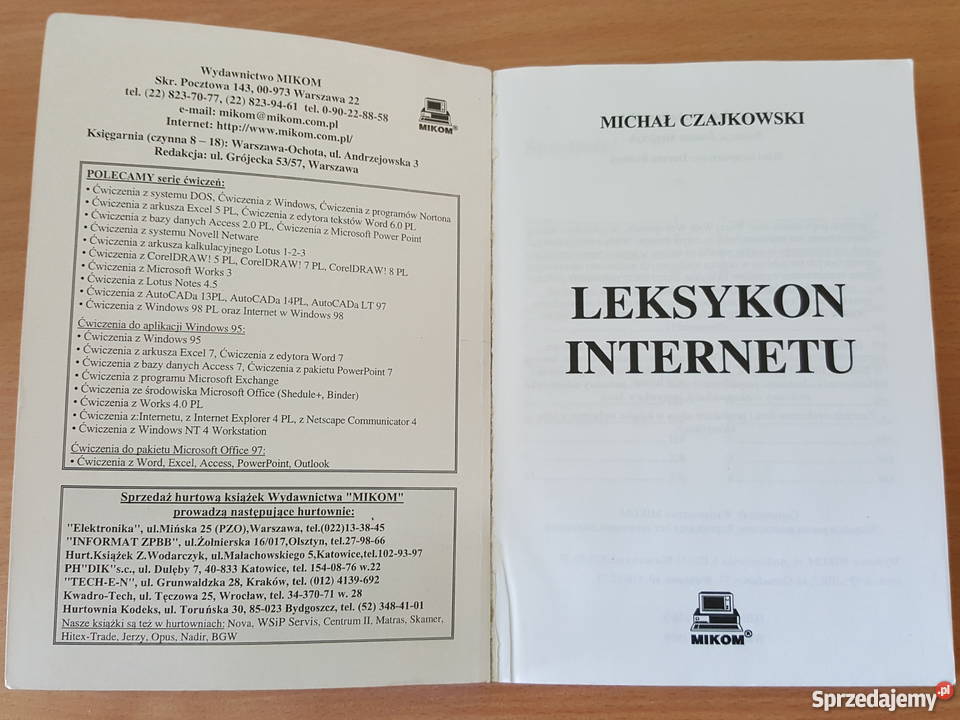 Wydawnictwo MIKOM
Skr. Pocztowa 143, 00-973 Warszawa 22
tel. (22) 823-70-77, (22) 823-94-61 tel. 0-90-22-88-58
e-mail: mikom@mikom.com.pl
Internet: http://www.mikom.com.pl/
Księgarnia (czynna 8 – 18): Warszawa-Ochota, ul. Andrzejowska 3
Redakcja: ul. Grójecka 53/57, Warszawa
MIKOM®
POLECAMY serię ćwiczeń:
• Ćwiczenia z systemu DOS, Ćwiczenia z Windows, Ćwiczenia z programów Nortona
• Ćwiczenia z arkusza Excel 5 PL, Ćwiczenia z edytora tekstów Word 6.0 PL
• Ćwiczenia z bazy danych Access 2.0 PL, Ćwiczenia z Microsoft Power Point
• Ćwiczenia z systemu Novell Netware
• Ćwiczenia z arkusza kalkulacyjnego Lotus 1-2-3
• Ćwiczenia z CorelDRAW! 5 PL, CorelDRAW! 7 PL, CorelDRAW! 8 PL
• Ćwiczenia z Microsoft Works 3
• Ćwiczenia z Lotus Notes 4.5
• Ćwiczenia z AutoCADa 13PL, AutoCADa 14PL, AutoCADa LT 97
• Ćwiczenia z Windows 98 PL oraz Internet w Windows 98
Ćwiczenia do aplikacji Windows 95:
• Ćwiczenia z Windows 95
• Ćwiczenia z arkusza Excel 7, Ćwiczenia z edytora Word 7
• Ćwiczenia z bazy danych Access 7, Ćwiczenia z pakietu PowerPoint 7
• Ćwiczenia z programu Microsoft Exchange
• Ćwiczenia ze środowiska Microsoft Office (Shedule+, Binder)
• Ćwiczenia z Works 4.0 PL
• Ćwiczenia z:Internetu, z Internet Explorer 4 PL, z Netscape Communicator 4
• Ćwiczenia z Windows NT 4 Workstation
Ćwiczenia do pakietu Microsoft Office 97:
• Ćwiczenia z Word, Excel, Access, PowerPoint, Outlook
Sprzedaż hurtową książek Wydawnictwa "MIKOM"
prowadzą następujące hurtownie:
"Elektronika", ul.Mińska 25 (PZO),Warszawa, tel.(022)13-38-45
"INFORMAT ZPBB", ul.Żołnierska 16/017,Olsztyn, tel.27-98-66
Hurt.Książek Z.Wodarczyk, ul.Małachowskiego 5,Katowice,tel.102-93-97
PH"DIK"s.c., ul. Dulęby 7, 40-833 Katowice, tel. 154-08-76 w.22
"TECH-E-N", ul. Grunwaldzka 28, Kraków, tel. (012) 4139-692
Kwadro-Tech, ul. Tęczowa 25, Wrocław, tel. 34-370-71 w. 28
Hurtownia Kodeks, ul. Toruńska 30, 85-023 Bydgoszcz, tel. (52) 348-41-01
Nasze książki są też w hurtowniach: Nova, WSiP Servis, Centrum II. Matras, Skamer,
Hitex-Trade, Jerzy, Opus, Nadir, BGW
MICHAŁ CZAJKOWSKI
LEKSYKON
INTERNETU
MIKOM®
Sprzedajemy.pl